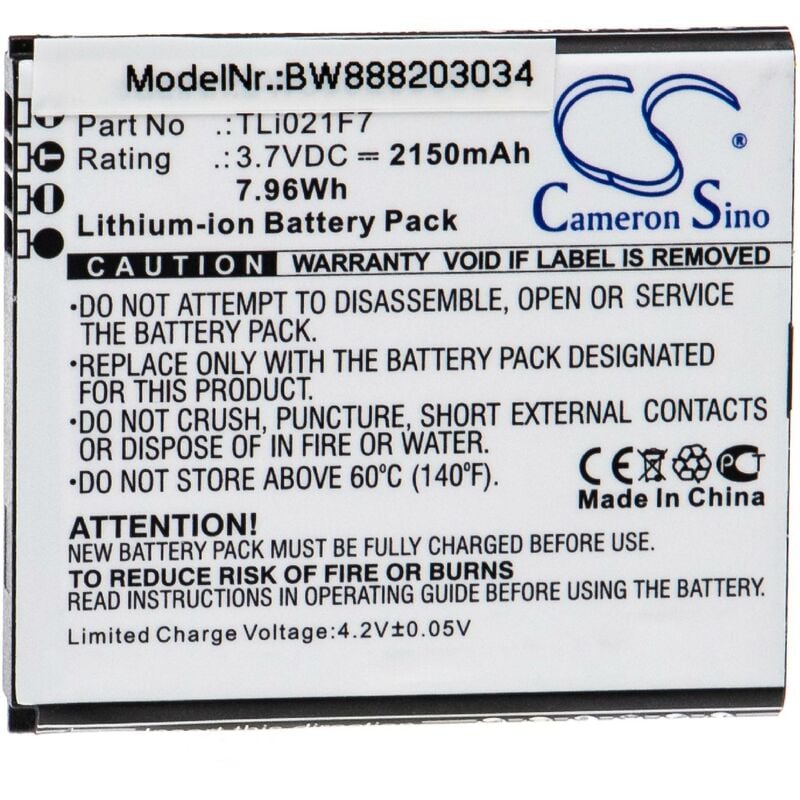 ModelNr.:BW888203034
Part No .:TLi021F7
Rating .:3.7VDC = 2150mAh
7.96Wh
Lithium-ion Battery Pack
CS ®
Cameron Sino
CAUTION WARRANTY VOID IF LABEL IS REMOVED
·DO NOT ATTEMPT TO DISASSEMBLE, OPEN OR SERVICE
THE BATTERY PACK.
·REPLACE ONLY WITH THE BATTERY PACK DESIGNATED
FOR THIS PRODUCT.
·DO NOT CRUSH, PUNCTURE, SHORT EXTERNAL CONTACTS
OR DISPOSE OF IN FIRE OR WATER.
·DO NOT STORE ABOVE 60°C (140°F).
CE
Made In China
ATTENTION!
NEW BATTERY PACK MUST BE FULLY CHARGED BEFORE USE.
TO REDUCE RISK OF FIRE OR BURNS
READ INSTRUCTIONS IN OPERATING GUIDE BEFORE USING THE BATTERY.
Limited Charge Voltage:4.2V±0.05V